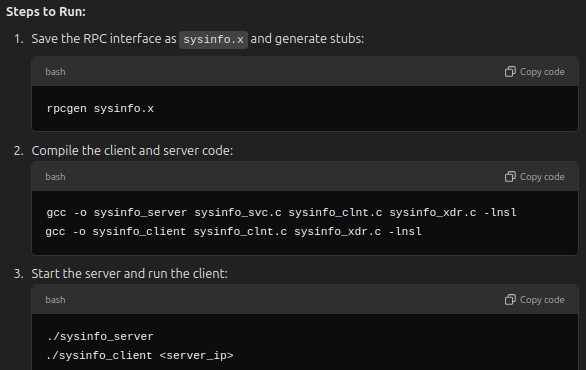 Steps to Run:
1. Save the RPC interface as sysinfo.x and generate stubs:
bash Copy code
rpcgen sysinfo.x
2. Compile the client and server code:
bash Copy code
gcc -o sysinfo_server sysinfo_svc.c sysinfo_clnt.c sysinfo_xdr.c -lnsl
gcc -o sysinfo_client sysinfo_clnt.c sysinfo_xdr.c -lnsl
3. Start the server and run the client:
bash Copy code
./sysinfo_server
./sysinfo_client <server_ip>